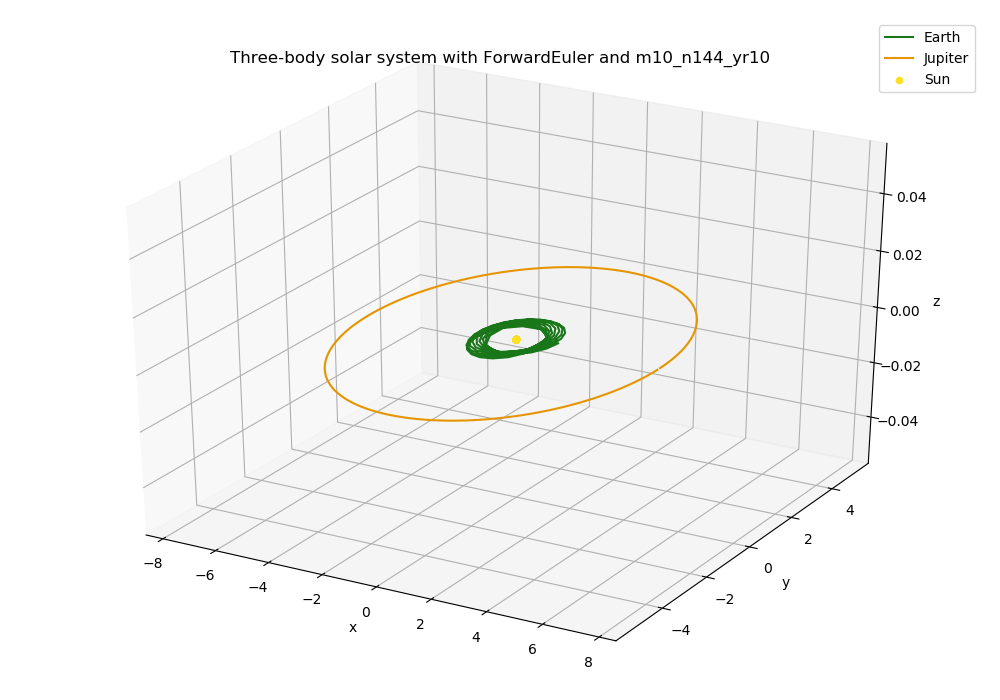 Three-body solar system with ForwardEuler and m10_n144_yr10
Earth
Jupiter
Sun
0.04
0.02
0.00
−0.02
−0.04
z
4
2
0
−2
−4
y
−8
−6
−4
−2
0
2
4
6
8
x